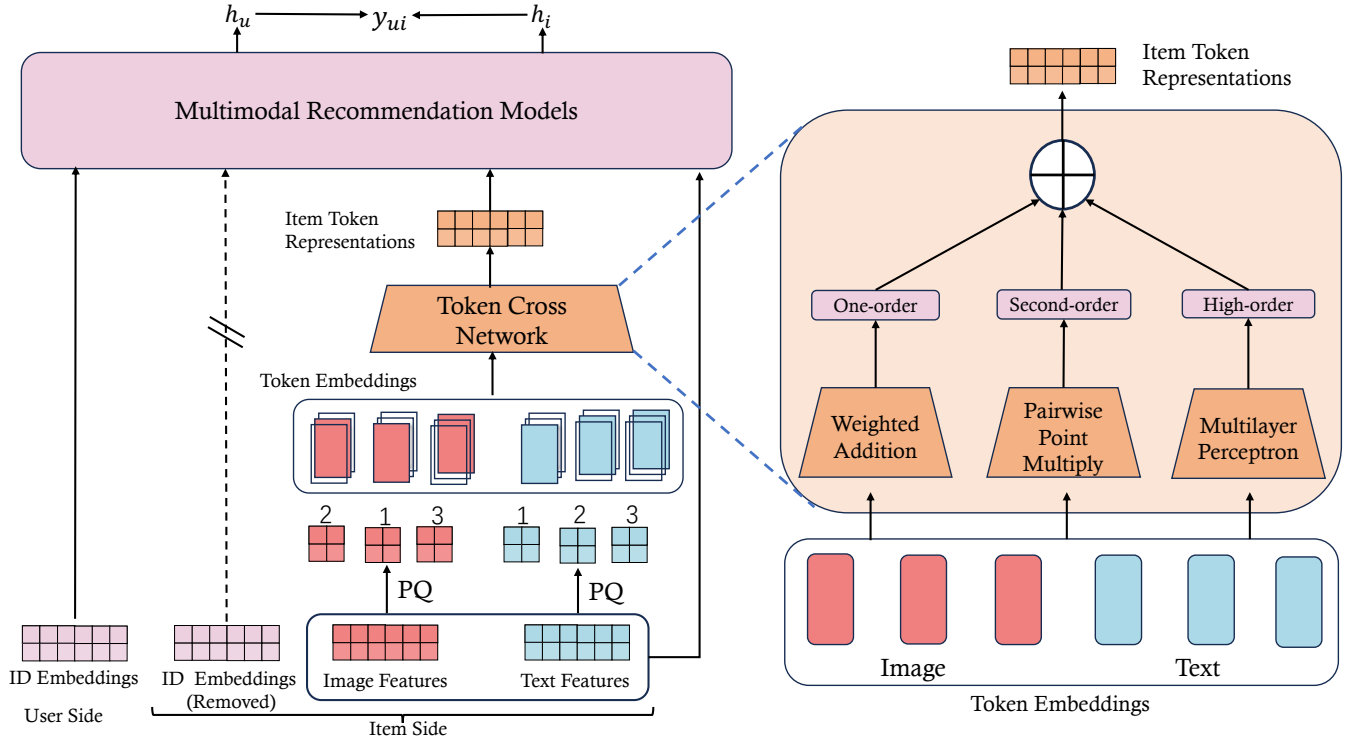 h_u
y_ui
h_i
Multimodal Recommendation Models
Item Token
Representations
Token Cross
Network
Token Embeddings
2 1 3 1 2 3
PQ PQ
Image Features Text Features
ID Embeddings
User Side
ID Embeddings
(Removed)
Item Side
Item Token
Representations
One-order Second-order High-order
Weighted
Addition
Pairwise
Point
Multiply
Multilayer
Perceptron
Image Text
Token Embeddings